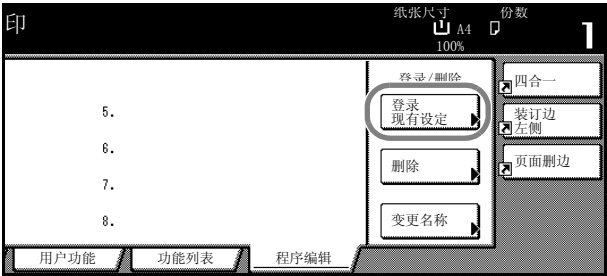 印
纸张尺寸
份数
A4
100%
1
登录/删除
登录
现有设定
删除
变更名称
四合一
装订边
左侧
页面删边
5.
6.
7.
8.
用户功能
功能列表
程序编辑